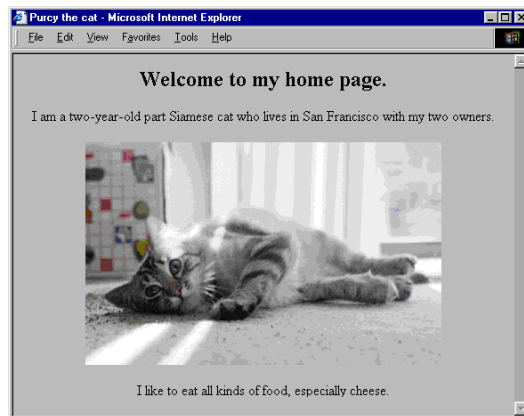 Purcy the cat - Microsoft Internet Explorer
File Edit View Favorites Tools Help
Welcome to my home page.
I am a two-year-old part Siamese cat who lives in San Francisco with my two owners.
I like to eat all kinds of food, especially cheese.